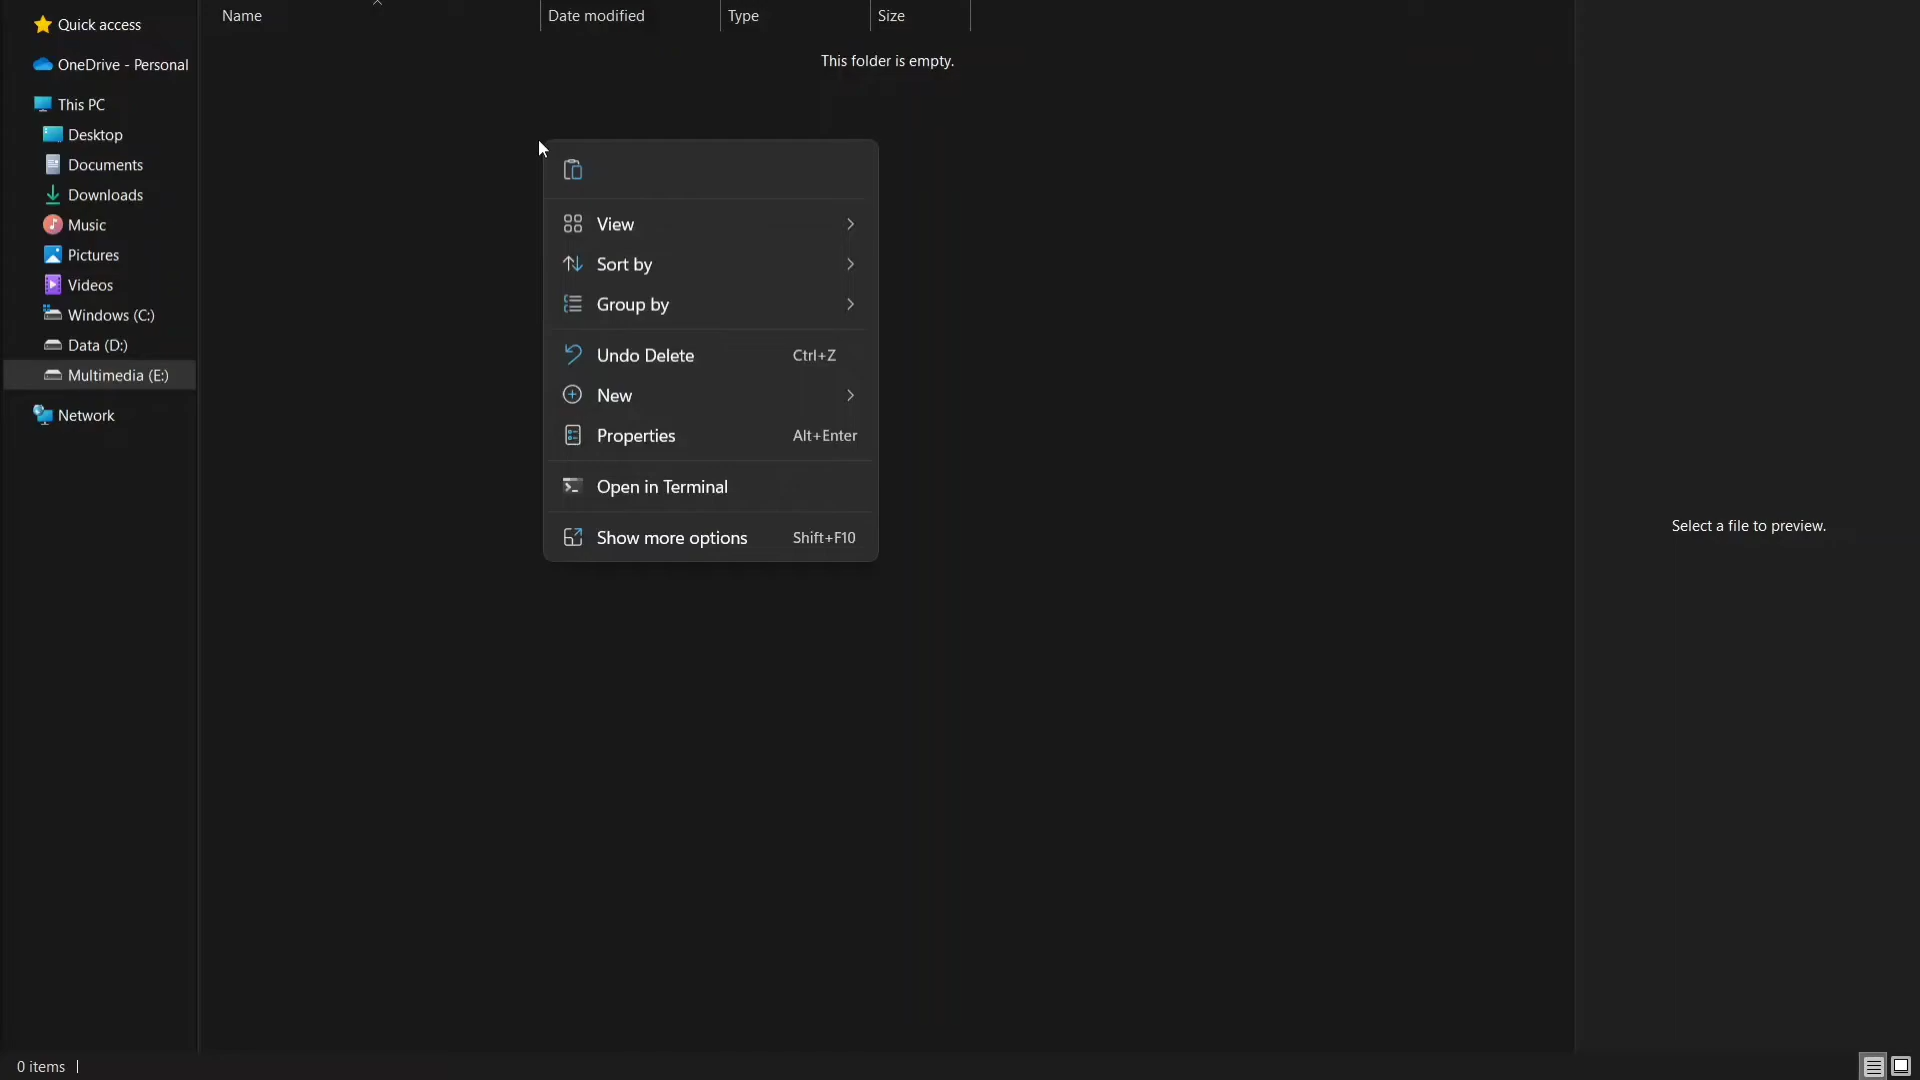 Quick access
OneDrive - Personal
This PC
Desktop
Documents
Downloads
Music
Pictures
Videos
Windows (C:)
Data (D:)
Multimedia (E:)
Network
Name Date modified Type Size
This folder is empty.
View
Sort by
Group by
Undo Delete Ctrl+Z
New
Properties Alt+Enter
Open in Terminal
Show more options Shift+F10
Select a file to preview.
0 items